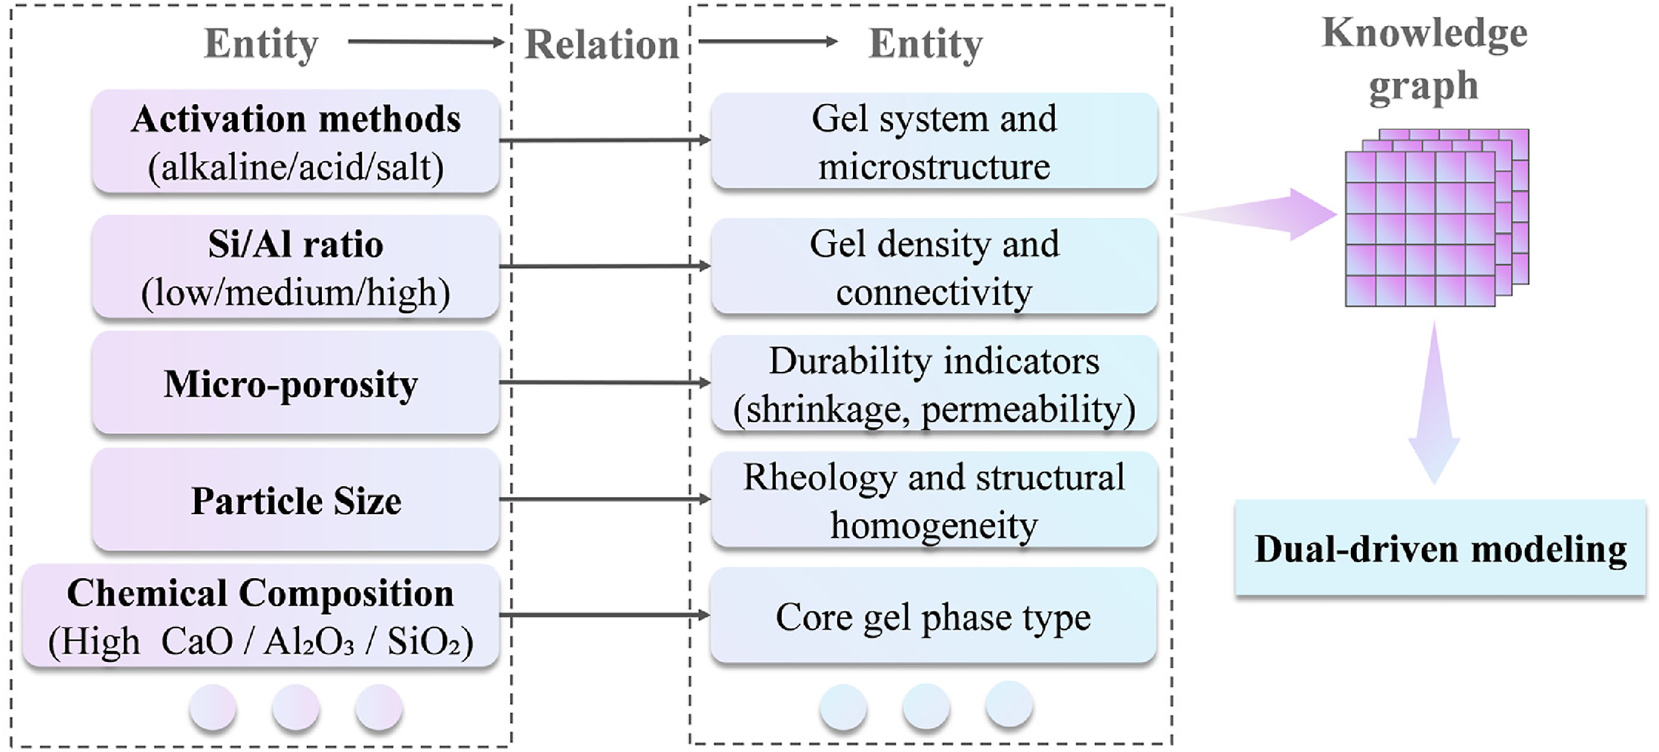 Entity
Relation
Entity
Knowledge
graph
Activation methods
(alkaline/acid/salt)
Gel system and
microstructure
Si/Al ratio
(low/medium/high)
Gel density and
connectivity
Micro-porosity
Durability indicators
(shrinkage, permeability)
Particle Size
Rheology and structural
homogeneity
Chemical Composition
(High CaO / Al₂O₃ / SiO₂)
Core gel phase type
Dual-driven modeling